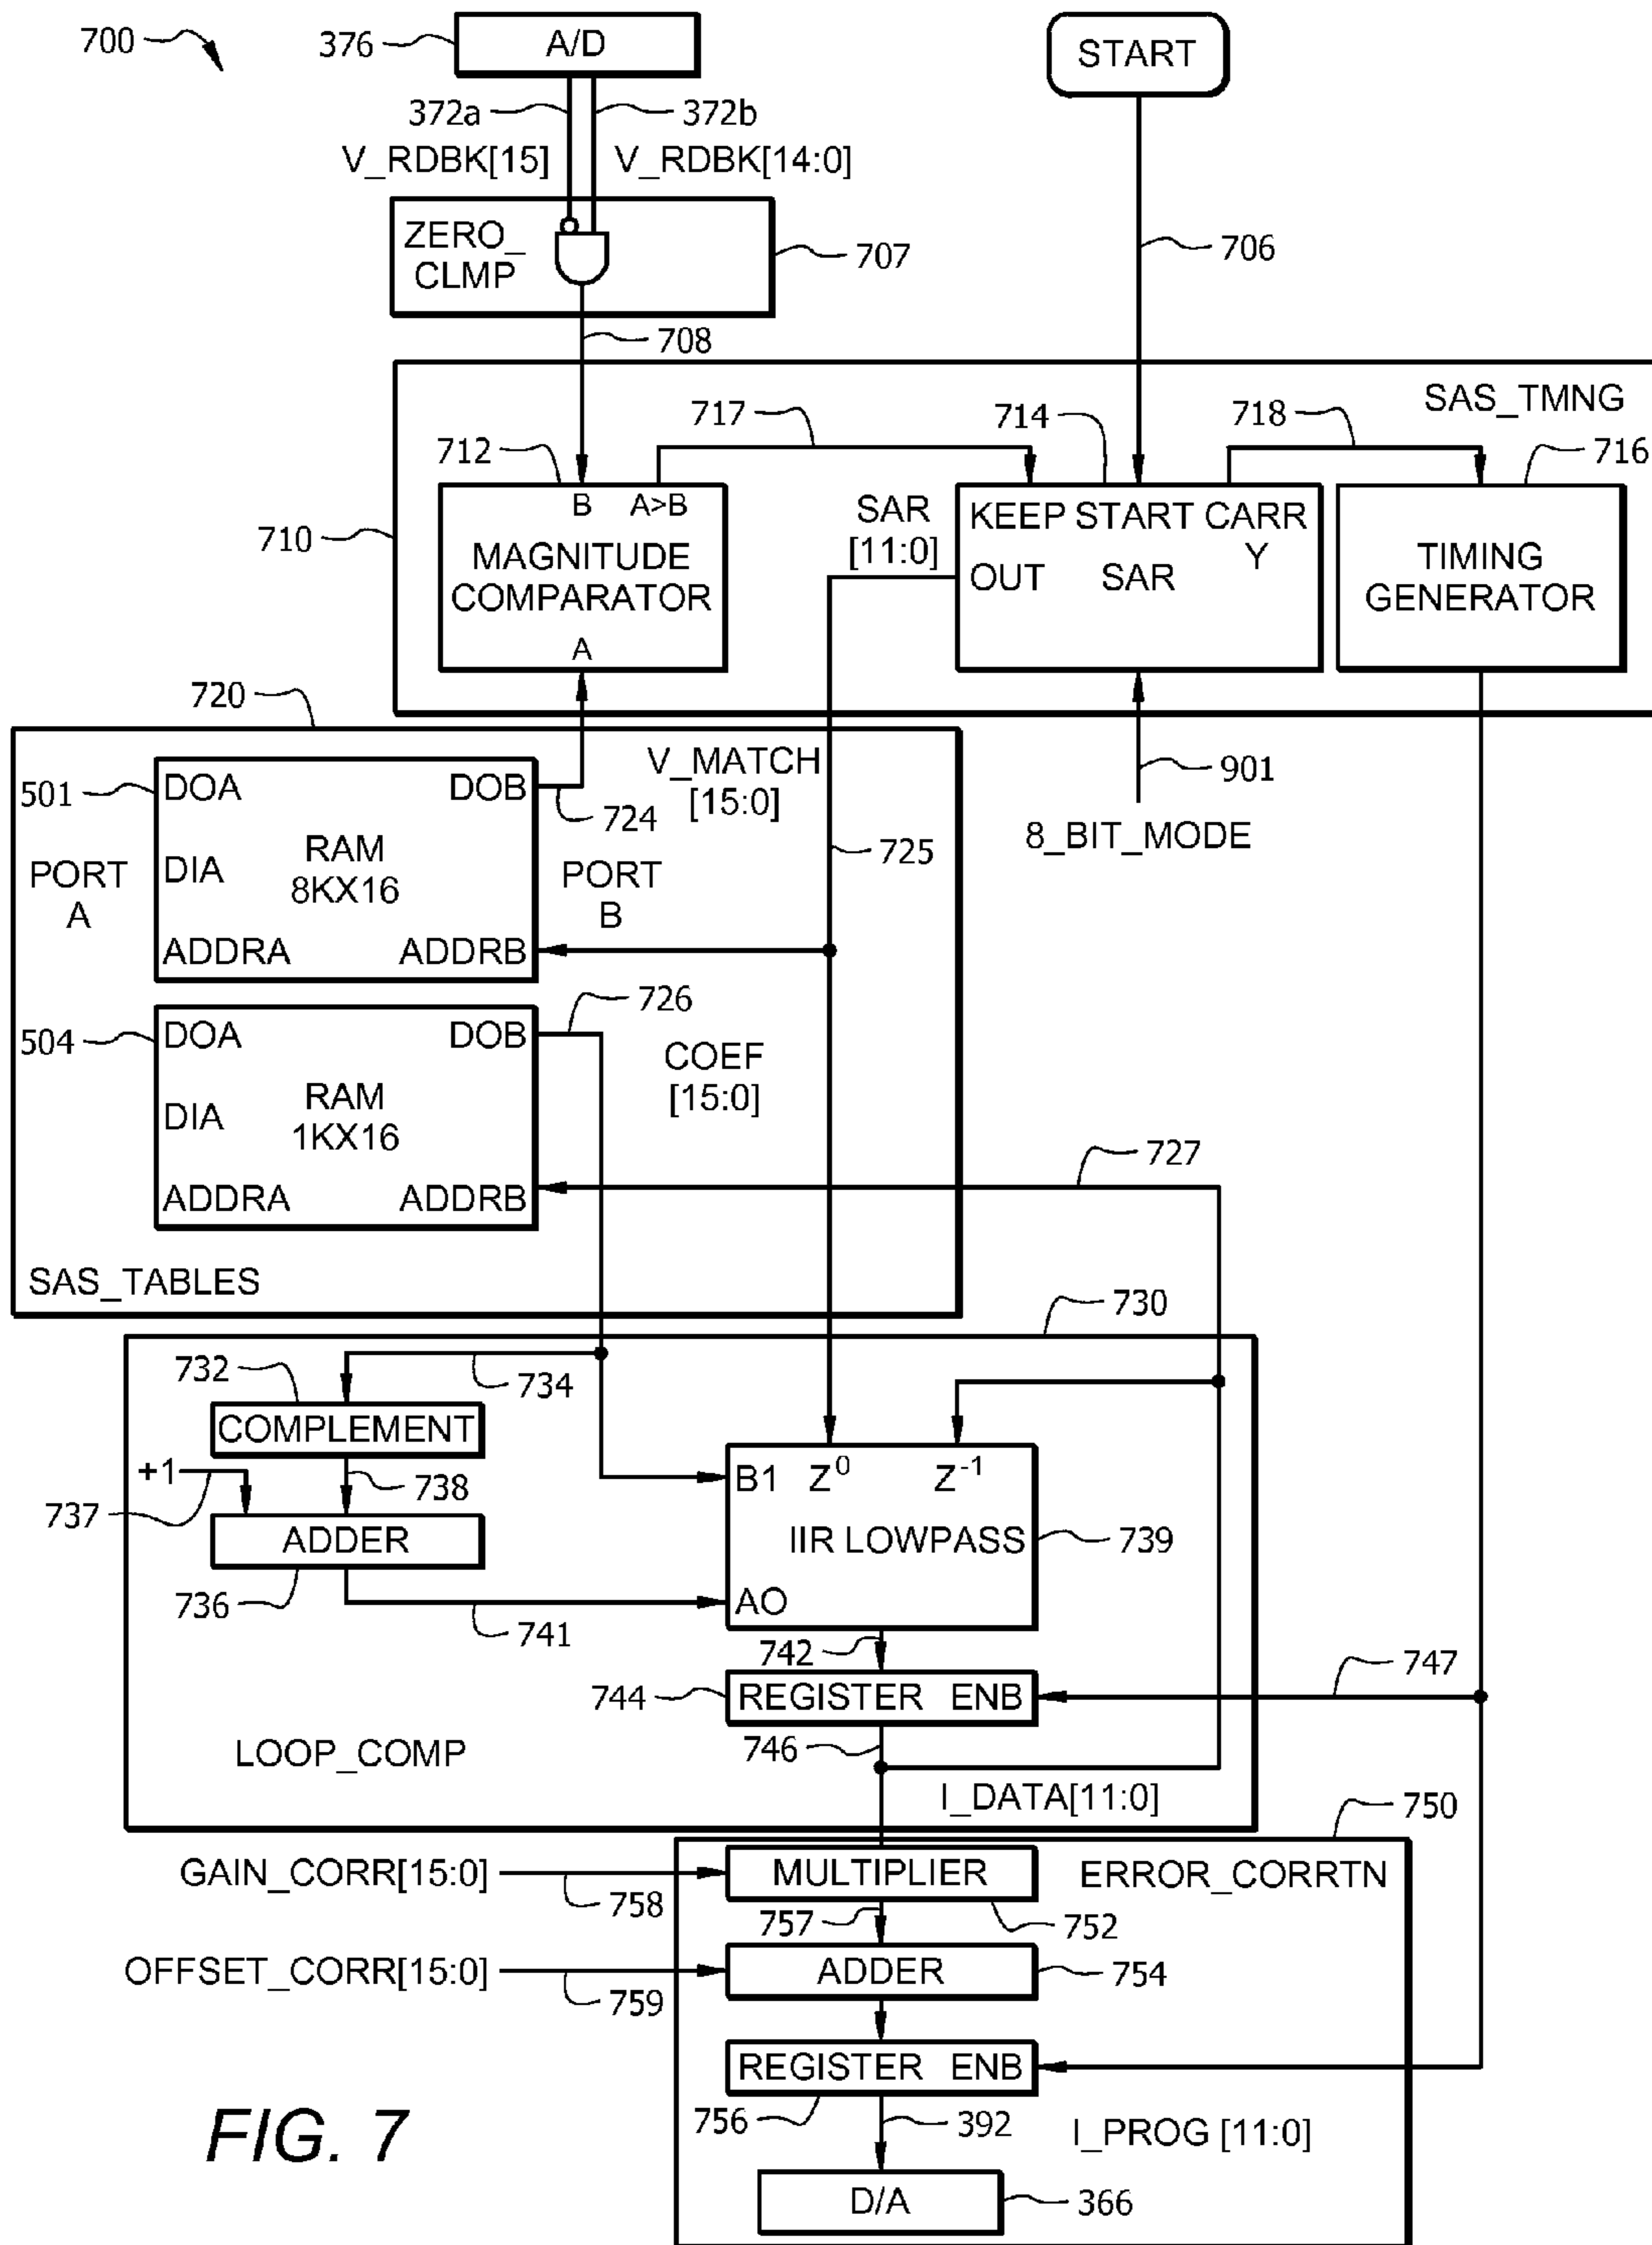 700
376
A/D
START
372a
372b
V_RDBK[15]
V_RDBK[14:0]
ZERO_
CLMP
707
706
708
SAS_TMNG
717
714
718
716
712
710
B
A>B
MAGNITUDE
COMPARATOR
A
SAR
[11:0]
KEEP
START
CARR
Y
OUT
SAR
TIMING
GENERATOR
720
501
DOA
DOB
V_MATCH
[15:0]
724
901
8_BIT_MODE
PORT
A
DIA
RAM
8KX16
PORT
B
725
ADDRA
ADDRB
726
504
DOA
DOB
COEF
[15:0]
DIA
RAM
1KX16
727
ADDRA
ADDRB
SAS_TABLES
730
732
734
COMPLEMENT
+1
738
737
B1
Z⁰
Z⁻¹
ADDER
IIR LOWPASS
739
736
AO
741
742
747
744
REGISTER
ENB
746
LOOP_COMP
I_DATA[11:0]
750
GAIN_CORR[15:0]
MULTIPLIER
ERROR_CORRTN
758
757
752
OFFSET_CORR[15:0]
ADDER
754
759
REGISTER
ENB
756
392
I_PROG [11:0]
FIG. 7
D/A
366